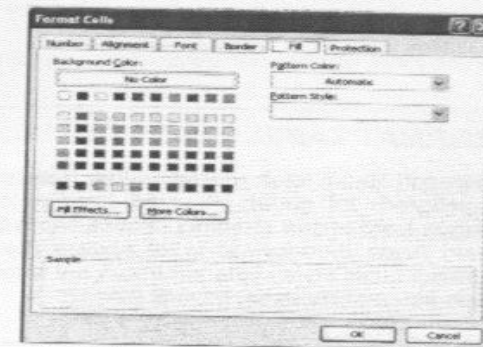 Format Cells
Number Alignment Font Border Fill Protection
Background Color:
No Color
Pattern Color:
Automatic
Pattern Style:
Fill Effects... More Colors...
Sample
OK Cancel